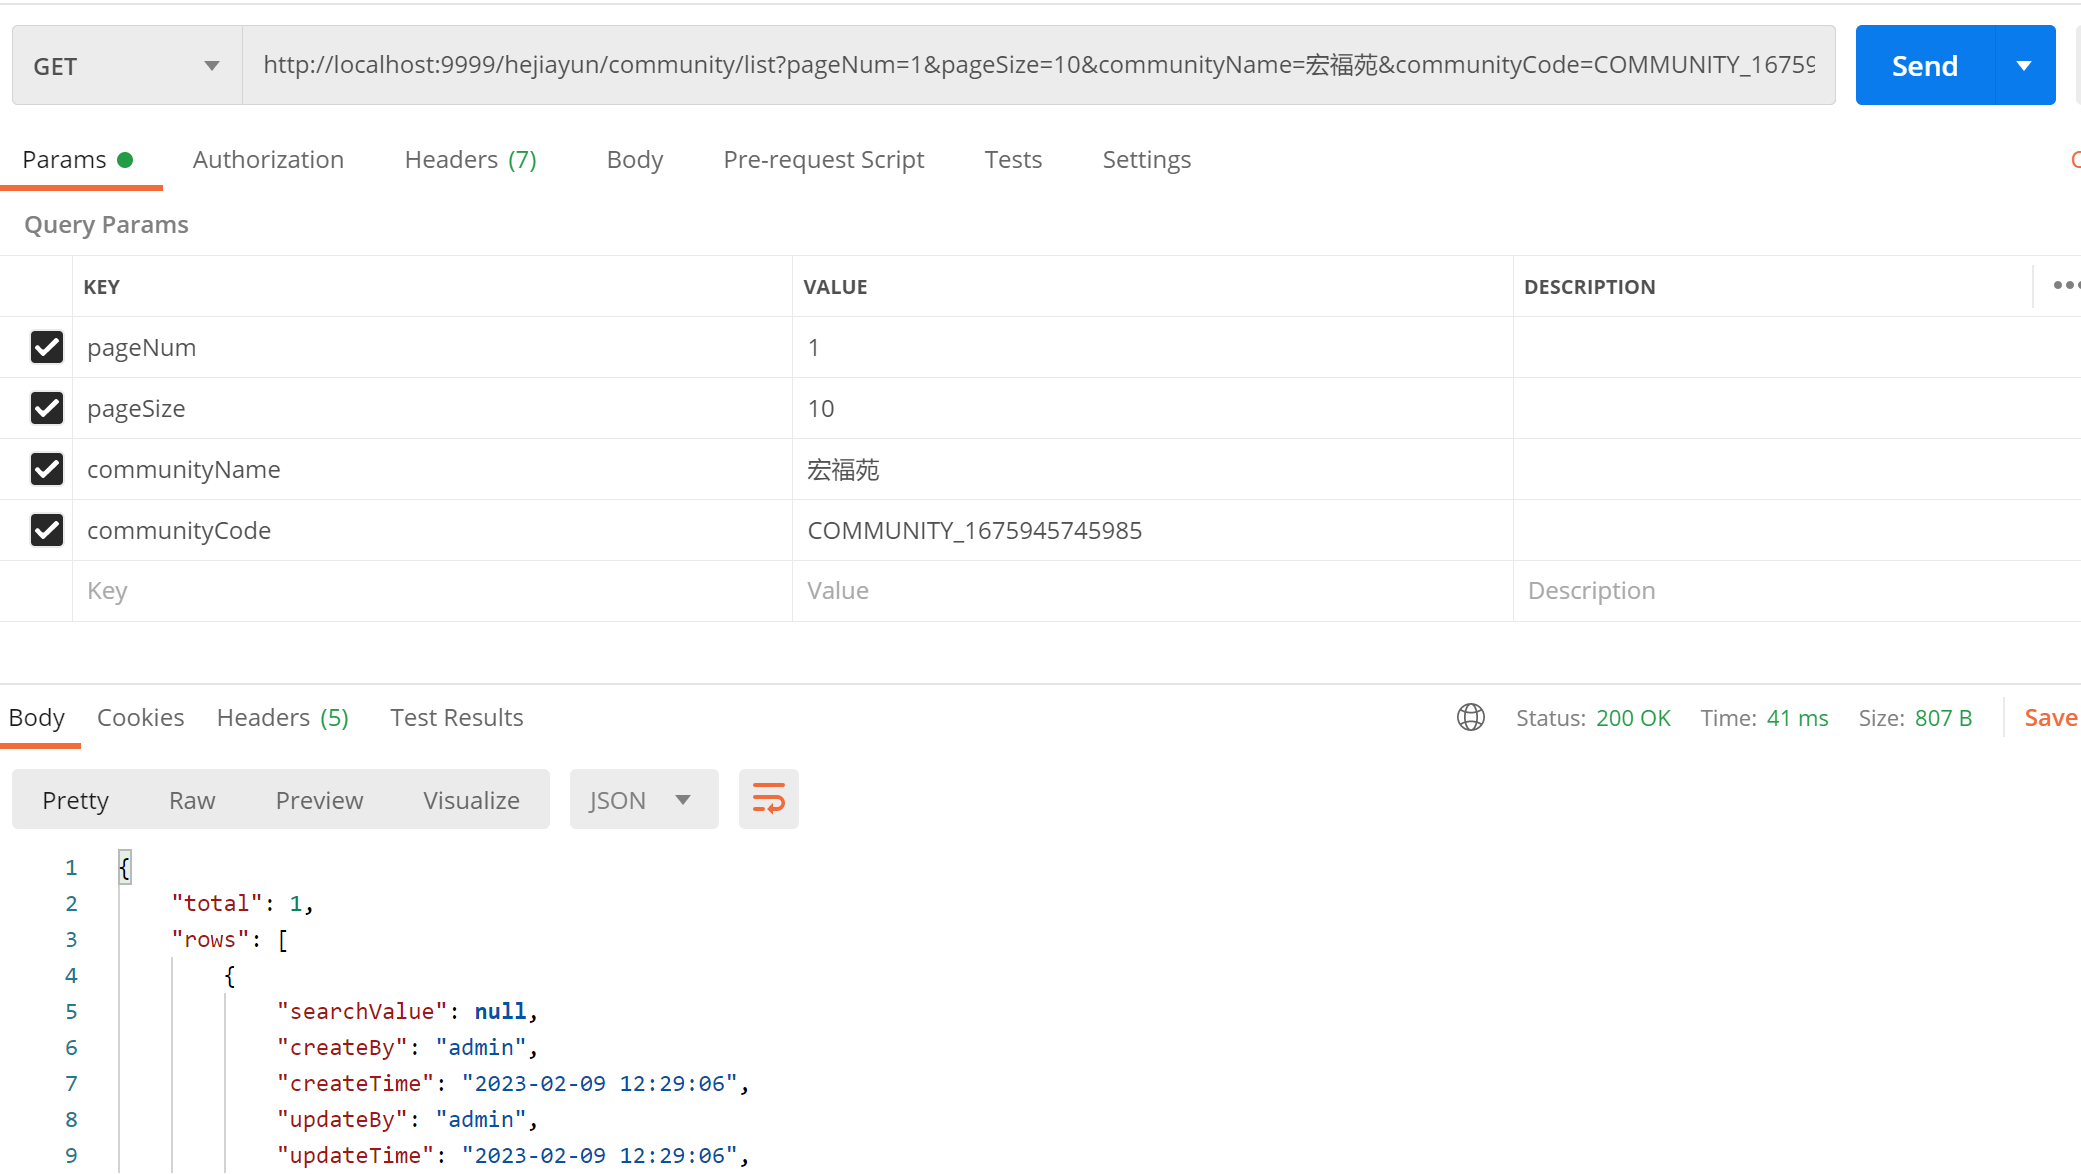 GET http://localhost:9999/hejiayun/community/list?pageNum=1&pageSize=10&communityName=宏福苑&communityCode=COMMUNITY_16759 Send
Params Authorization Headers (7) Body Pre-request Script Tests Settings
Query Params
KEY VALUE DESCRIPTION
pageNum 1
pageSize 10
communityName 宏福苑
communityCode COMMUNITY_1675945745985
Key Value Description
Body Cookies Headers (5) Test Results Status: 200 OK Time: 41 ms Size: 807 B Save
Pretty Raw Preview Visualize JSON
1 {
2 "total": 1,
3 "rows": [
4 {
5 "searchValue": null,
6 "createBy": "admin",
7 "createTime": "2023-02-09 12:29:06",
8 "updateBy": "admin",
9 "updateTime": "2023-02-09 12:29:06",